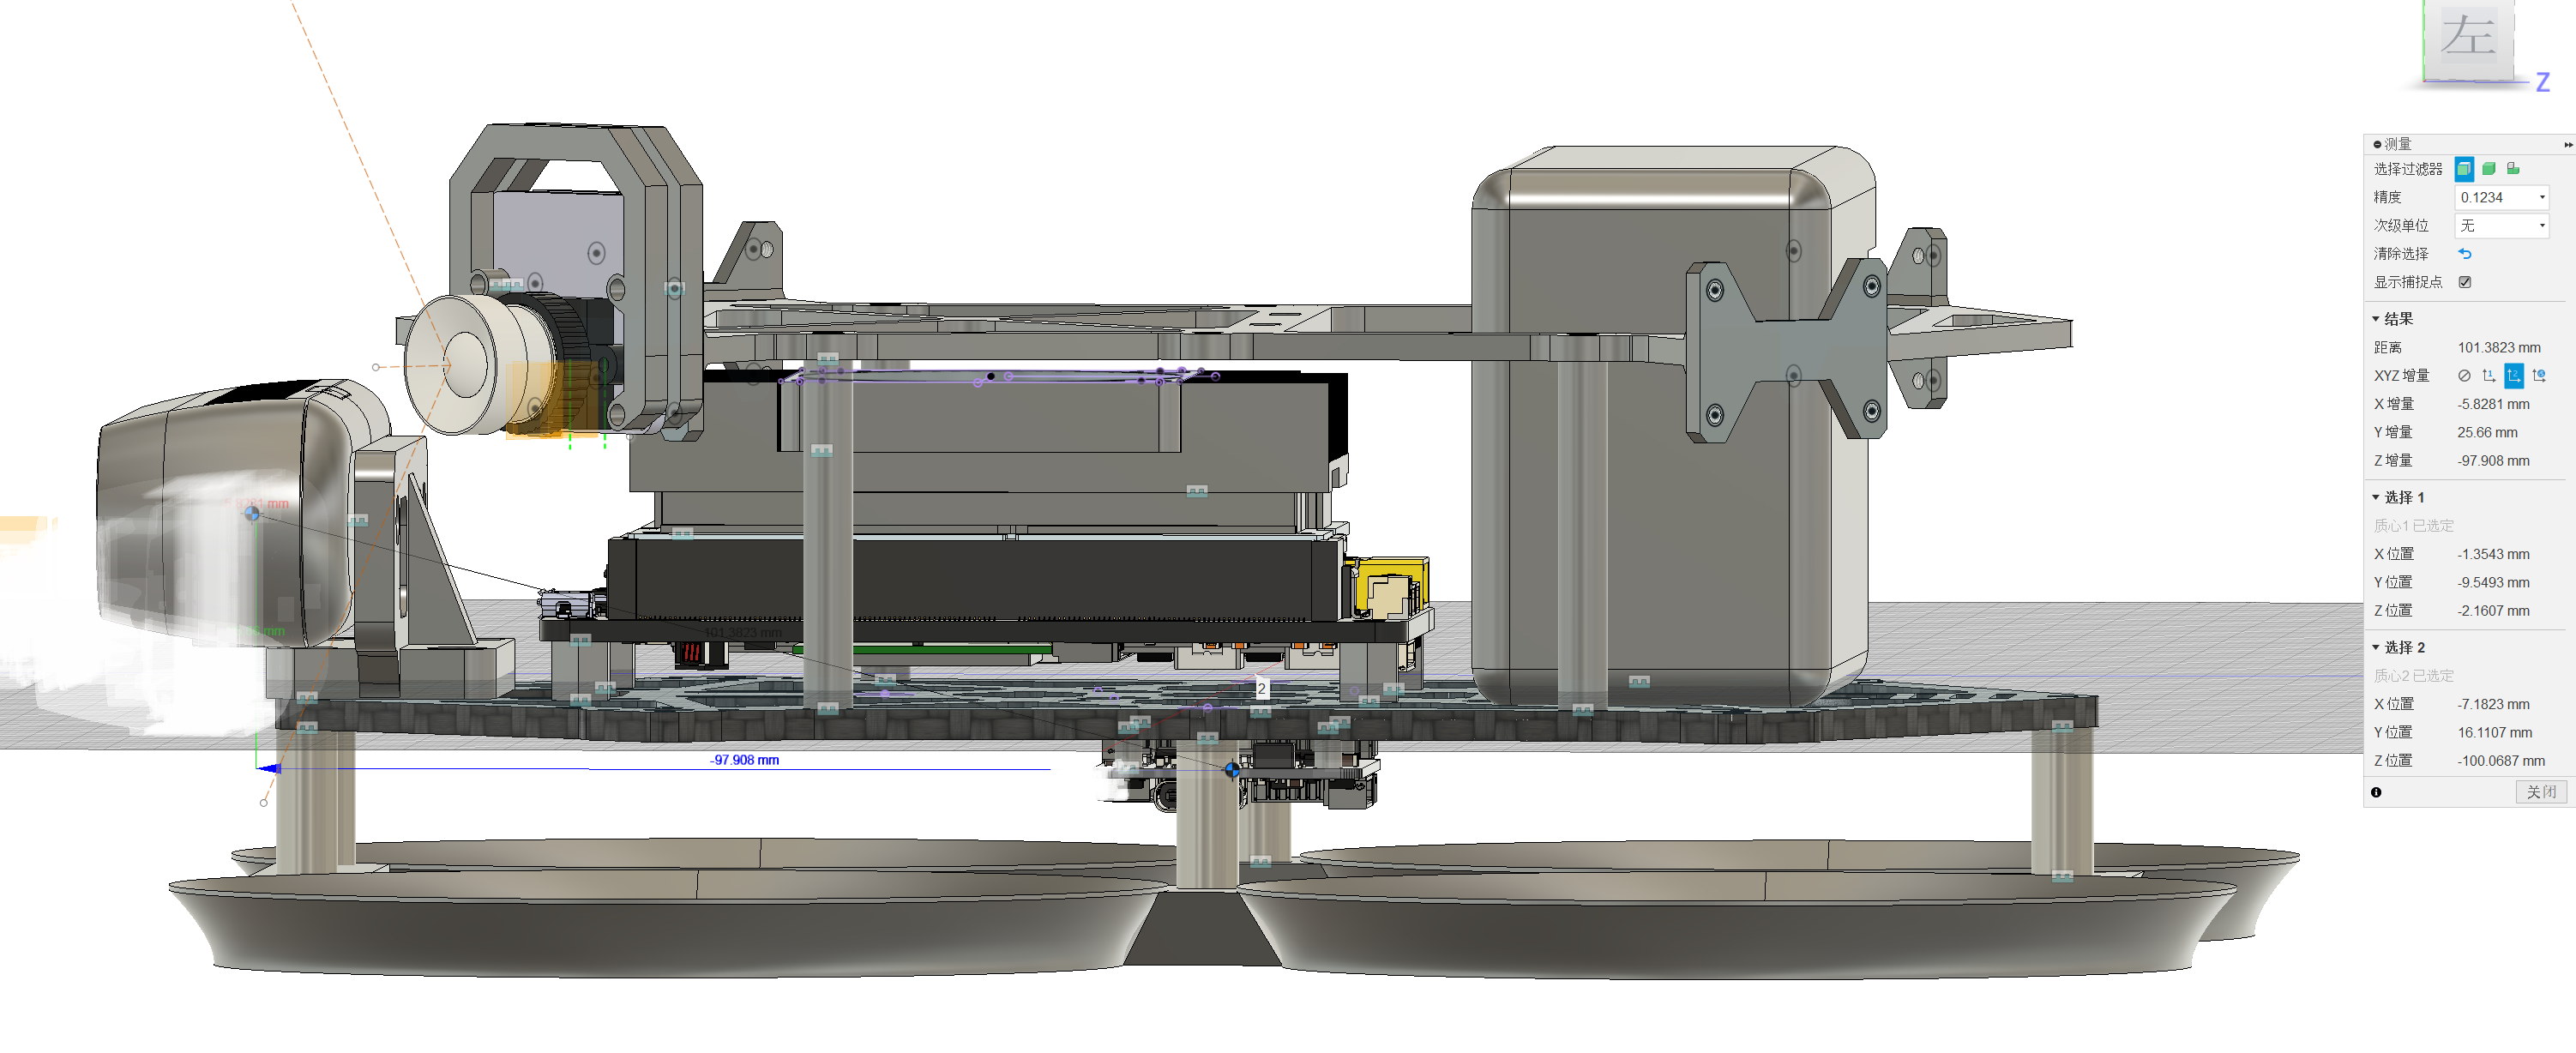 左
Z
测量
选择过滤器
精度 0.1234
次级单位 无
清除选择
显示捕捉点
结果
距离 101.3823 mm
XYZ 增量
X 增量 -5.8281 mm
Y 增量 25.66 mm
Z 增量 -97.908 mm
选择 1
质心1 已选定
X 位置 -1.3543 mm
Y 位置 -9.5493 mm
Z 位置 -2.1607 mm
选择 2
质心2 已选定
X 位置 -7.1823 mm
Y 位置 16.1107 mm
Z 位置 -100.0687 mm
关闭
mm
mm
101.3823 mm
2
-97.908 mm